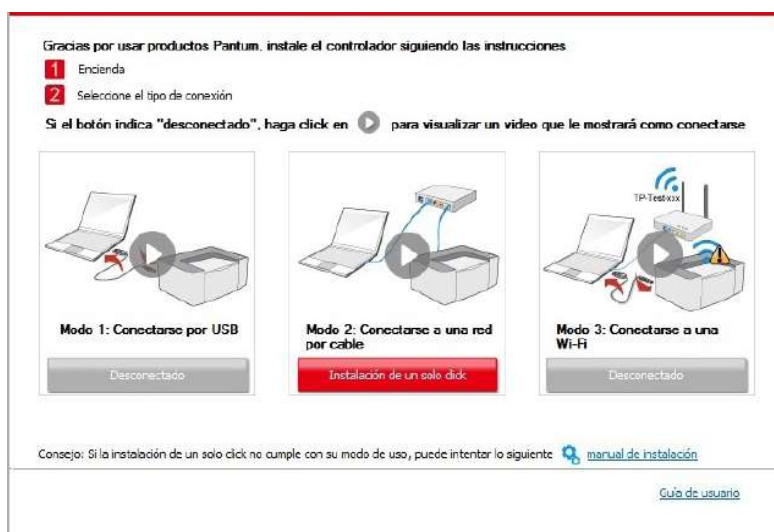 Gracias por usar productos Pantum, instale el controlador siguiendo las instrucciones
1 Encienda
2 Seleccione el tipo de conexión
Si el botón indica "desconectado", haga click en para visualizar un video que le mostrará como conectarse
TP-Test-xxx
Modo 1: Conectarse por USB
Desconectado
Modo 2: Conectarse a una red
por cable
Instalación de un solo click
Modo 3: Conectarse a una
Wi-Fi
Desconectado
Consejo: Si la instalación de un solo click no cumple con su modo de uso, puede intentar lo siguiente manual de instalación
Guía de usuario